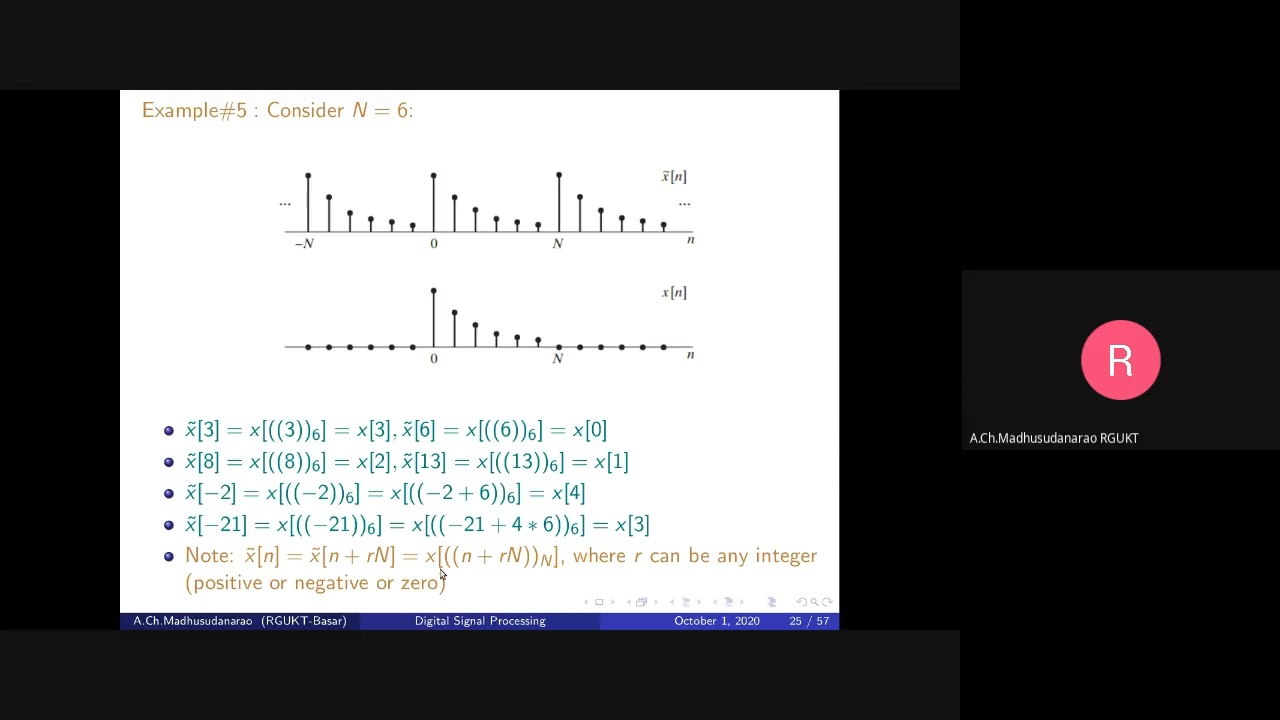 Example#5 : Consider N = 6:
x̃[n]
... ...
−N 0 N n
x[n]
0 N n
x̃[3] = x[((3))₆] = x[3], x̃[6] = x[((6))₆] = x[0]
x̃[8] = x[((8))₆] = x[2], x̃[13] = x[((13))₆] = x[1]
x̃[−2] = x[((−2))₆] = x[((−2 + 6))₆] = x[4]
x̃[−21] = x[((−21))₆] = x[((−21 + 4 ∗ 6))₆] = x[3]
Note: x̃[n] = x̃[n + rN] = x[((n + rN))_N], where r can be any integer
(positive or negative or zero)
A.Ch.Madhusudanarao (RGUKT-Basar) Digital Signal Processing October 1, 2020 25 / 57
R
A.Ch.Madhusudanarao RGUKT